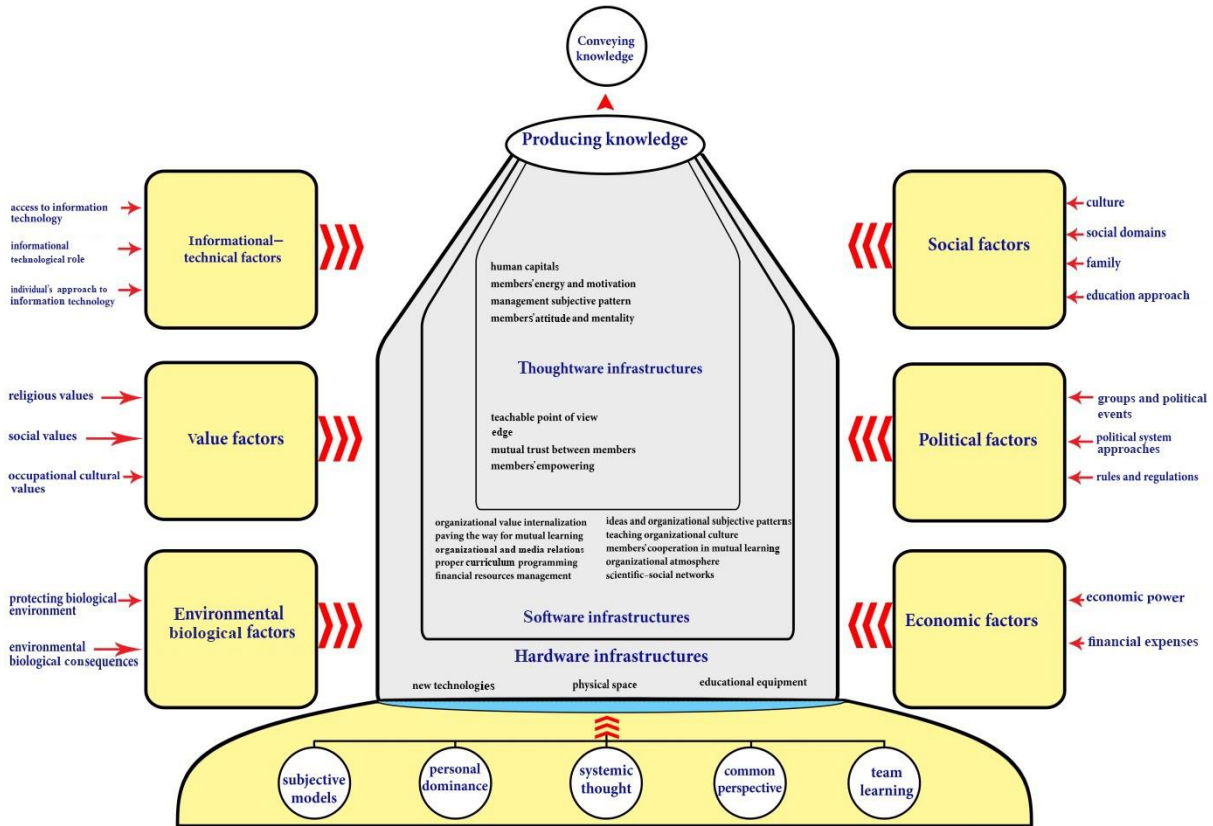 Conveying
knowledge
Producing knowledge
access to information
technology
informational
technological role
individual's approach to
information technology
Informational-
technical factors
religious values
social values
occupational cultural
values
Value factors
protecting biological
environment
environmental
biological consequences
Environmental
biological factors
human capitals
members' energy and motivation
management subjective pattern
members' attitude and mentality
Thoughtware infrastructures
teachable point of view
edge
mutual trust between members
members' empowering
organizational value internalization
paving the way for mutual learning
organizational and media relations
proper curriculum programming
financial resources management
ideas and organizational subjective patterns
teaching organizational culture
members' cooperation in mutual learning
organizational atmosphere
scientific-social networks
Software infrastructures
Hardware infrastructures
new technologies
physical space
educational equipment
Social factors
culture
social domains
family
education approach
Political factors
groups and political
events
political system
approaches
rules and regulations
Economic factors
economic power
financial expenses
subjective
models
personal
dominance
systemic
thought
common
perspective
team
learning